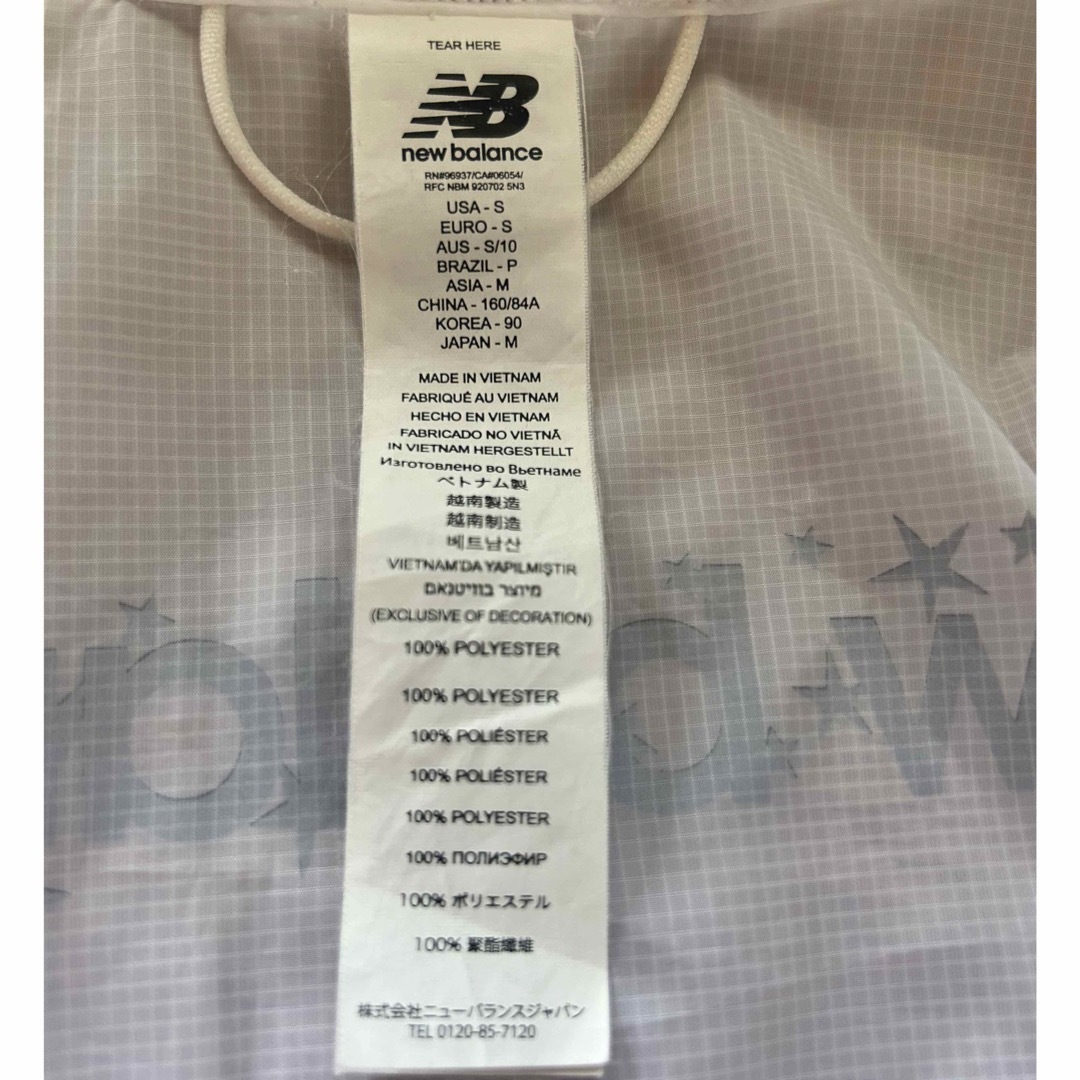 TEAR HERE
NB
new balance
RN#96937/CA#06054/
RFC NBM 920702 5N3
USA - S
EURO - S
AUS - S/10
BRAZIL - P
ASIA - M
CHINA - 160/84A
KOREA - 90
JAPAN - M
MADE IN VIETNAM
FABRIQUÉ AU VIETNAM
HECHO EN VIETNAM
FABRICADO NO VIETNÃ
IN VIETNAM HERGESTELLT
Изготовлено во Вьетнаме
ベトナム製
越南製造
越南制造
베트남산
VIETNAM'DA YAPILMIŞTIR
מיוצר בווייטנאם
(EXCLUSIVE OF DECORATION)
100% POLYESTER
100% POLYESTER
100% POLIÉSTER
100% POLIÉSTER
100% POLYESTER
100% ПОЛИЭФИР
100% ポリエステル
100% 聚酯纖維
株式会社ニューバランスジャパン
TEL 0120-85-7120